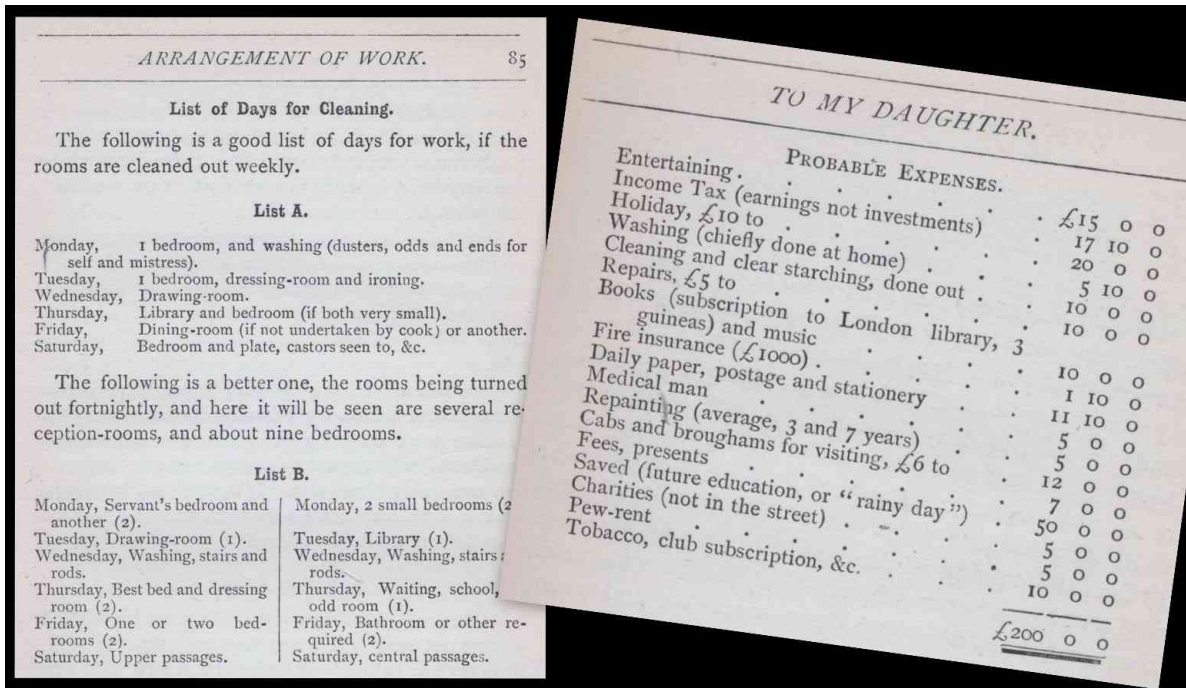 ARRANGEMENT OF WORK. 85
List of Days for Cleaning.
The following is a good list of days for work, if the
rooms are cleaned out weekly.
List A.
Monday, 1 bedroom, and washing (dusters, odds and ends for
self and mistress).
Tuesday, 1 bedroom, dressing-room and ironing.
Wednesday, Drawing-room.
Thursday, Library and bedroom (if both very small).
Friday, Dining-room (if not undertaken by cook) or another.
Saturday, Bedroom and plate, castors seen to, &c.
The following is a better one, the rooms being turned
out fortnightly, and here it will be seen are several re-
ception-rooms, and about nine bedrooms.
List B.
Monday, Servant's bedroom and
another (2).
Tuesday, Drawing-room (1).
Wednesday, Washing, stairs and
rods.
Thursday, Best bed and dressing
room (2).
Friday, One or two bed-
rooms (2).
Saturday, Upper passages.
Monday, 2 small bedrooms (2
Tuesday, Library (1).
Wednesday, Washing, stairs
rods.
Thursday, Waiting, school,
odd room (1).
Friday, Bathroom or other re-
quired (2).
Saturday, central passages.
TO MY DAUGHTER.
PROBABLE EXPENSES.
Entertaining . . . . . . £15 0 0
Income Tax (earnings not investments) . 17 10 0
Holiday, £10 to . . . . . 20 0 0
Washing (chiefly done at home) . . . 5 10 0
Cleaning and clear starching, done out . . 10 0 0
Repairs, £5 to . . . . . . 10 0 0
Books (subscription to London library, 3
guineas) and music . . . . 10 0 0
Fire insurance (£1000) . . . . . 1 10 0
Daily paper, postage and stationery . . 11 10 0
Medical man . . . . . . 5 0 0
Repainting (average, 3 and 7 years) . . 5 0 0
Cabs and broughams for visiting, £6 to . 12 0 0
Fees, presents . . . . . . 7 0 0
Saved (future education, or "rainy day") . 50 0 0
Charities (not in the street) . . . . 5 0 0
Pew-rent . . . . . . . 5 0 0
Tobacco, club subscription, &c. . . . 10 0 0
£200 0 0